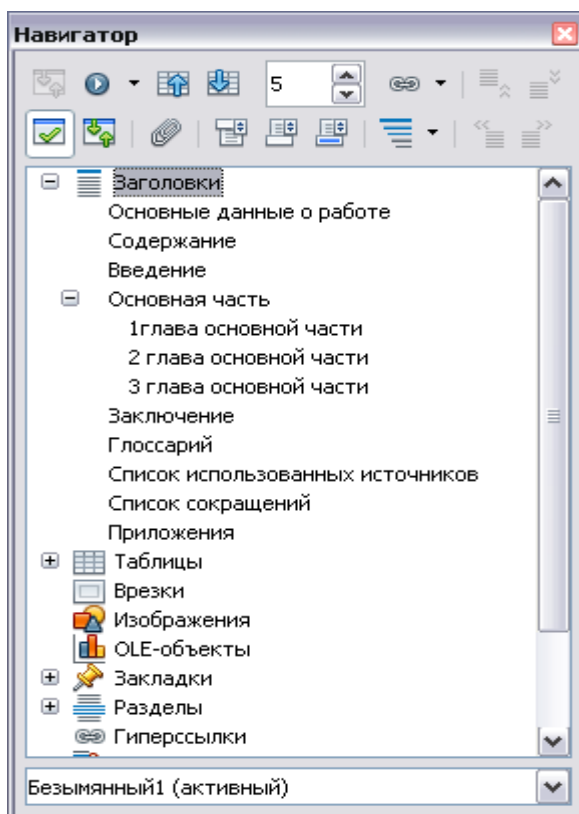 Навигатор
5
Заголовки
Основные данные о работе
Содержание
Введение
Основная часть
1глава основной части
2 глава основной части
3 глава основной части
Заключение
Глоссарий
Список использованных источников
Список сокращений
Приложения
Таблицы
Врезки
Изображения
OLE-объекты
Закладки
Разделы
Гиперссылки
Безымянный1 (активный)